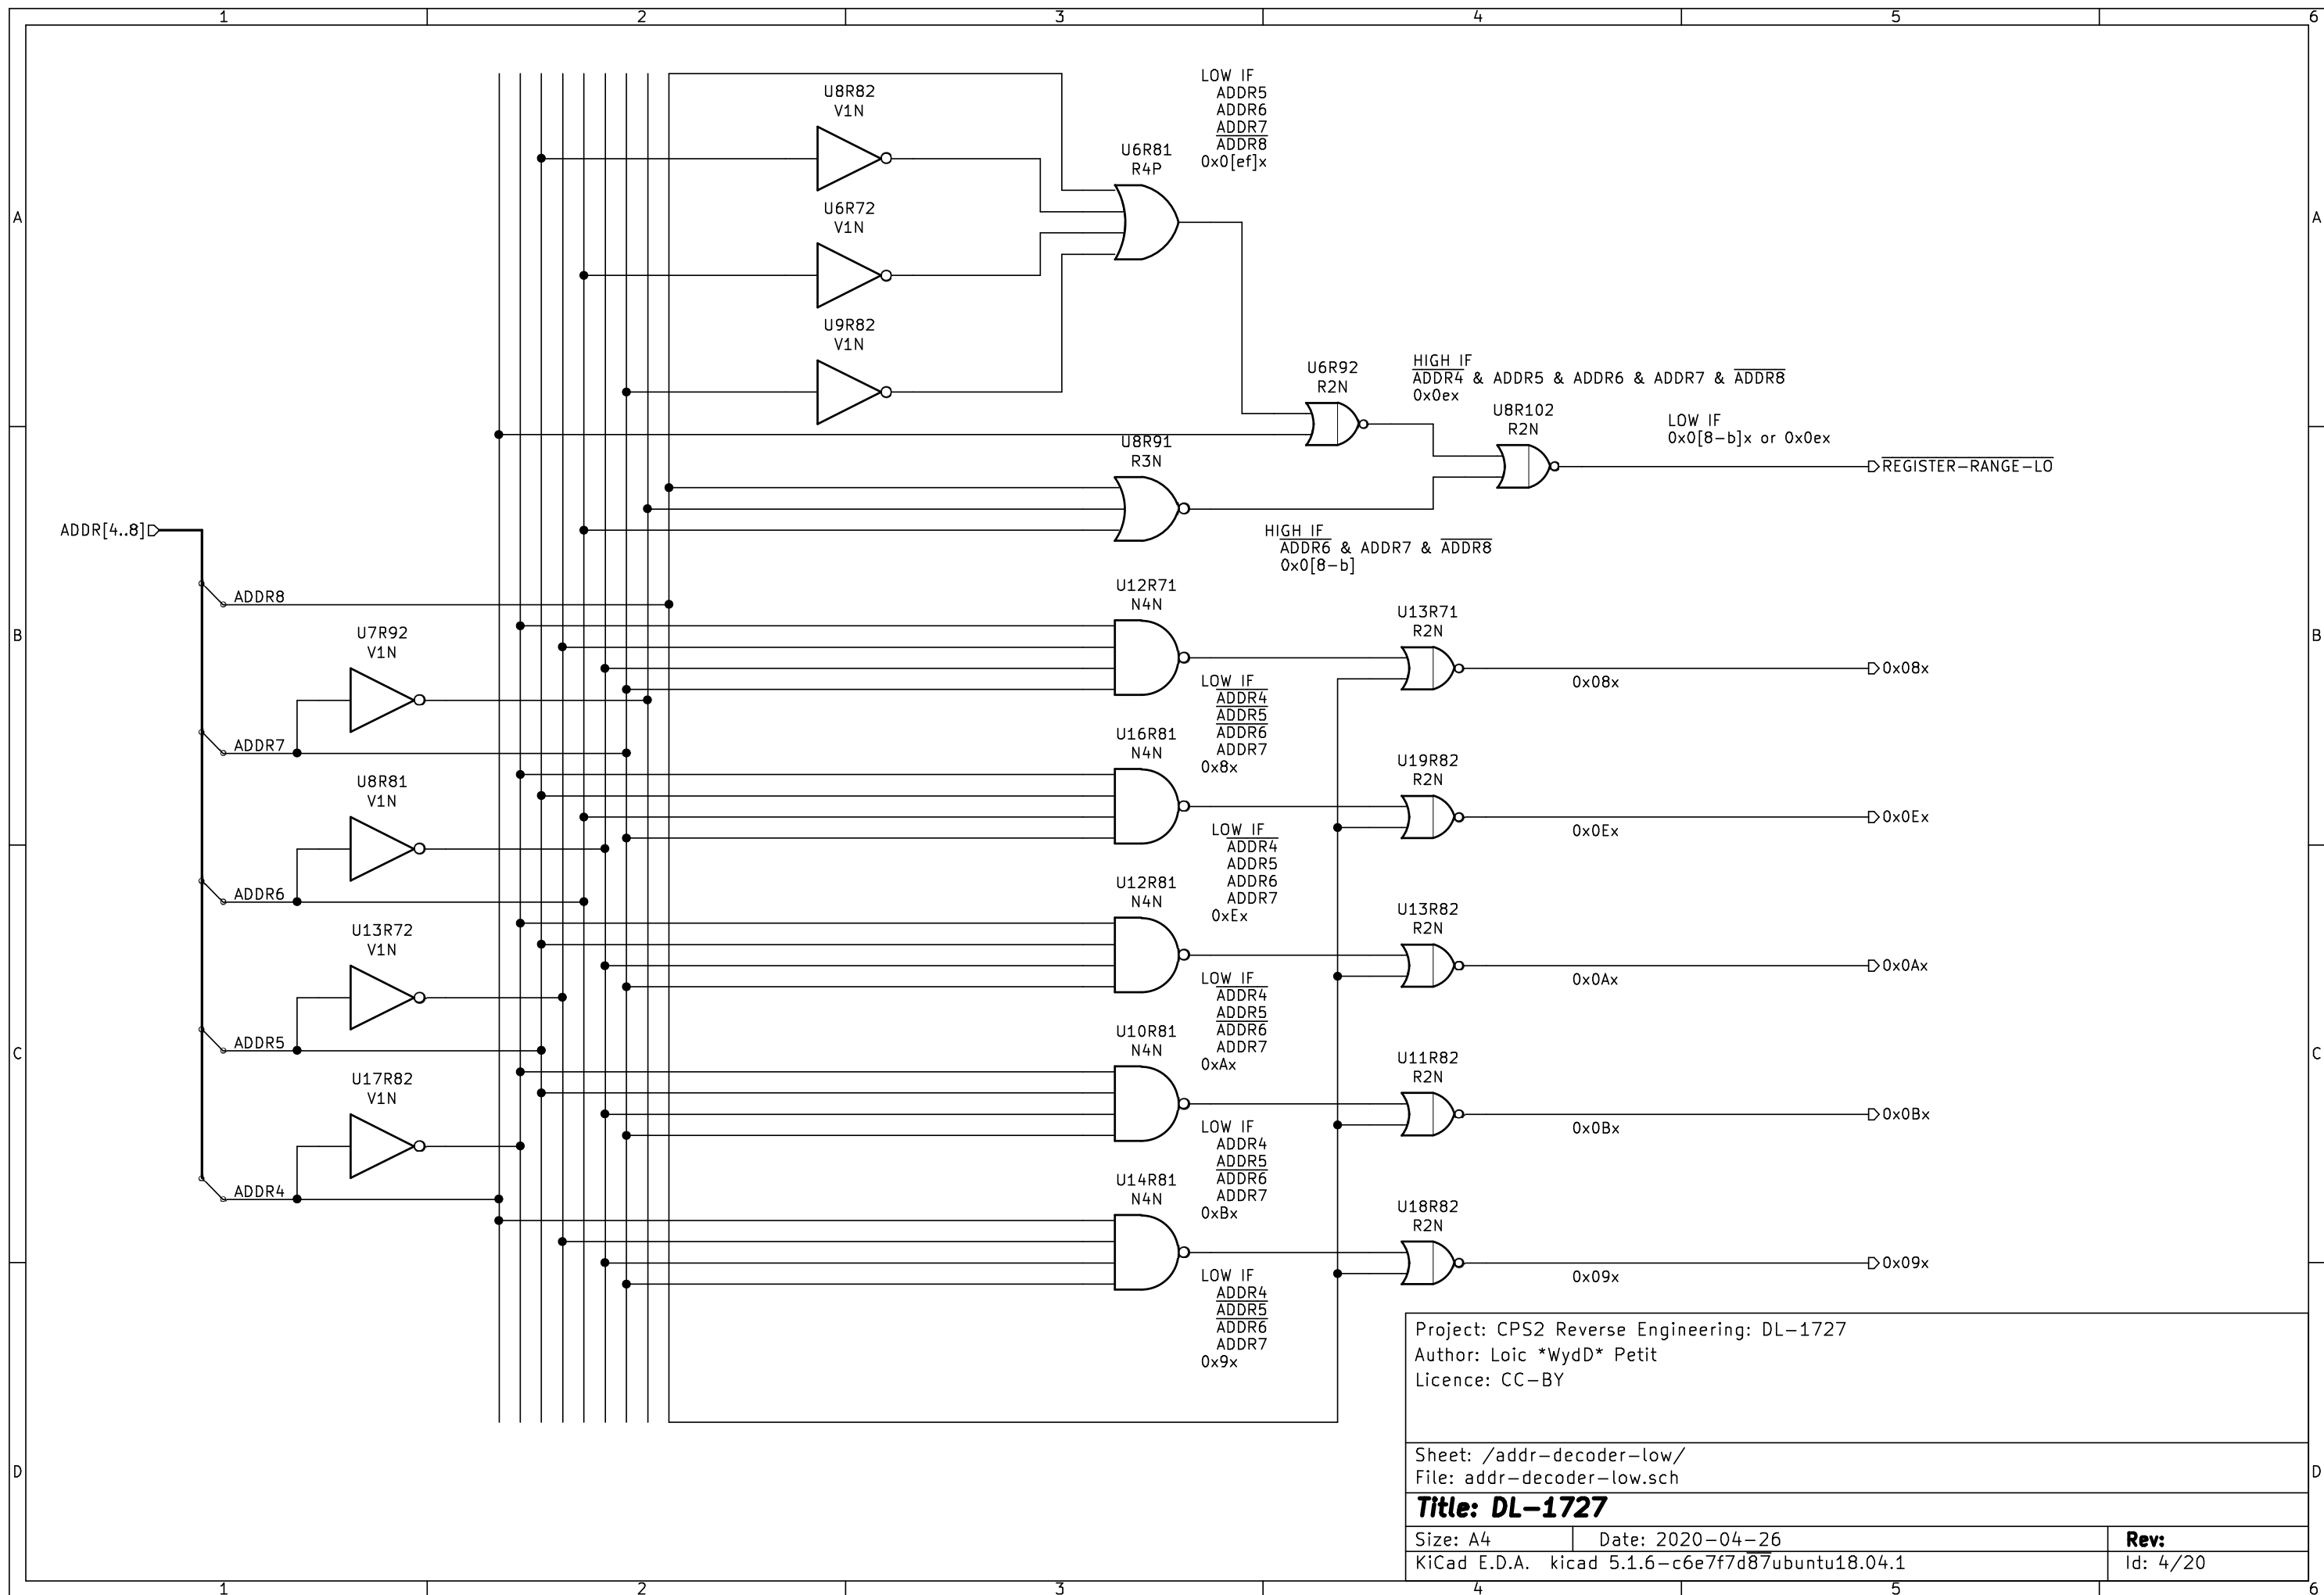 1 2 3 4 5 6
LOW IF
ADDR5
ADDR6
ADDR7
ADDR8
0x0[ef]x
U8R82
V1N
U6R81
R4P
U6R72
V1N
A A
U9R82
V1N
U6R92
R2N
HIGH IF
ADDR4 & ADDR5 & ADDR6 & ADDR7 & ADDR8
0x0ex
U8R102
R2N
LOW IF
0x0[8-b]x or 0x0ex
U8R91
R3N
REGISTER-RANGE-LO
ADDR[4..8]
HIGH IF
ADDR6 & ADDR7 & ADDR8
0x0[8-b]
ADDR8
U12R71
N4N
U13R71
R2N
B B
U7R92
V1N
0x08x
0x08x
LOW IF
ADDR4
ADDR5
ADDR6
ADDR7
0x8x
ADDR7
U16R81
N4N
U19R82
R2N
U8R81
V1N
0x0Ex
0x0Ex
LOW IF
ADDR4
ADDR5
ADDR6
ADDR7
0xEx
ADDR6
U12R81
N4N
U13R82
R2N
U13R72
V1N
0x0Ax
0x0Ax
LOW IF
ADDR4
ADDR5
ADDR6
ADDR7
0xAx
ADDR5
U10R81
N4N
C C
U11R82
R2N
U17R82
V1N
0x0Bx
0x0Bx
LOW IF
ADDR4
ADDR5
ADDR6
ADDR7
0xBx
ADDR4
U14R81
N4N
U18R82
R2N
0x09x
0x09x
LOW IF
ADDR4
ADDR5
ADDR6
ADDR7
0x9x
Project: CPS2 Reverse Engineering: DL-1727
Author: Loic *WydD* Petit
Licence: CC-BY
Sheet: /addr-decoder-low/
File: addr-decoder-low.sch
D D
Title: DL-1727
Size: A4 Date: 2020-04-26 Rev:
KiCad E.D.A. kicad 5.1.6-c6e7f7d87ubuntu18.04.1 Id: 4/20
1 2 3 4 5 6